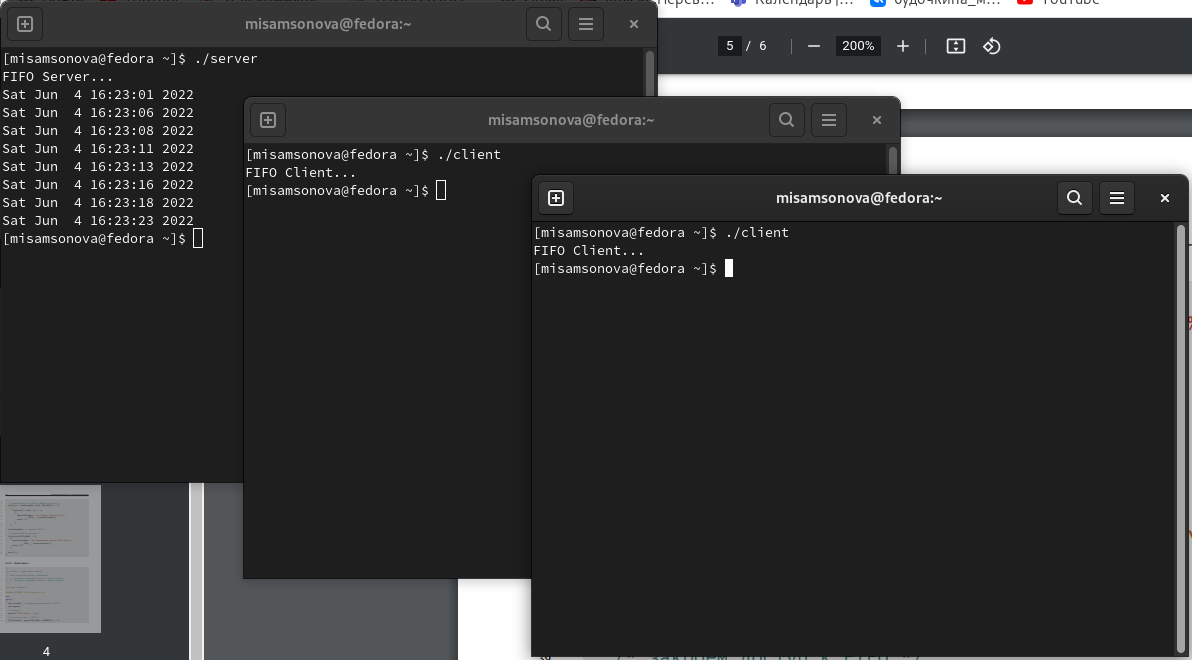 misamsonova@fedora:~
[misamsonova@fedora ~]$ ./server
FIFO Server...
Sat Jun  4 16:23:01 2022
Sat Jun  4 16:23:06 2022
Sat Jun  4 16:23:08 2022
Sat Jun  4 16:23:11 2022
Sat Jun  4 16:23:13 2022
Sat Jun  4 16:23:16 2022
Sat Jun  4 16:23:18 2022
Sat Jun  4 16:23:23 2022
[misamsonova@fedora ~]$
5 / 6
200%
misamsonova@fedora:~
[misamsonova@fedora ~]$ ./client
FIFO Client...
[misamsonova@fedora ~]$
misamsonova@fedora:~
[misamsonova@fedora ~]$ ./client
FIFO Client...
[misamsonova@fedora ~]$
4